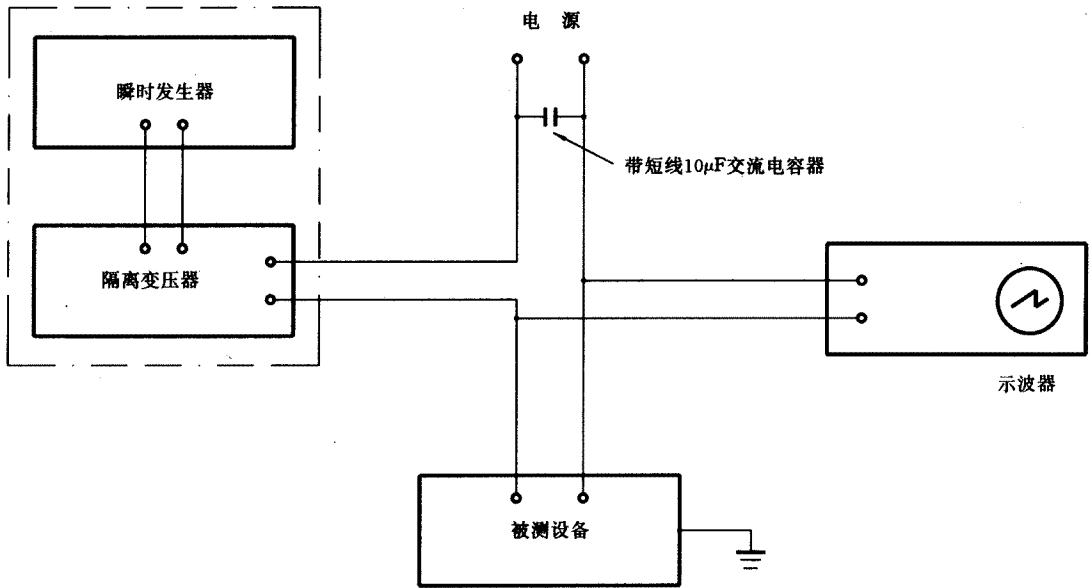 电 源
瞬时发生器
带短线10μF交流电容器
隔离变压器
示波器
被测设备